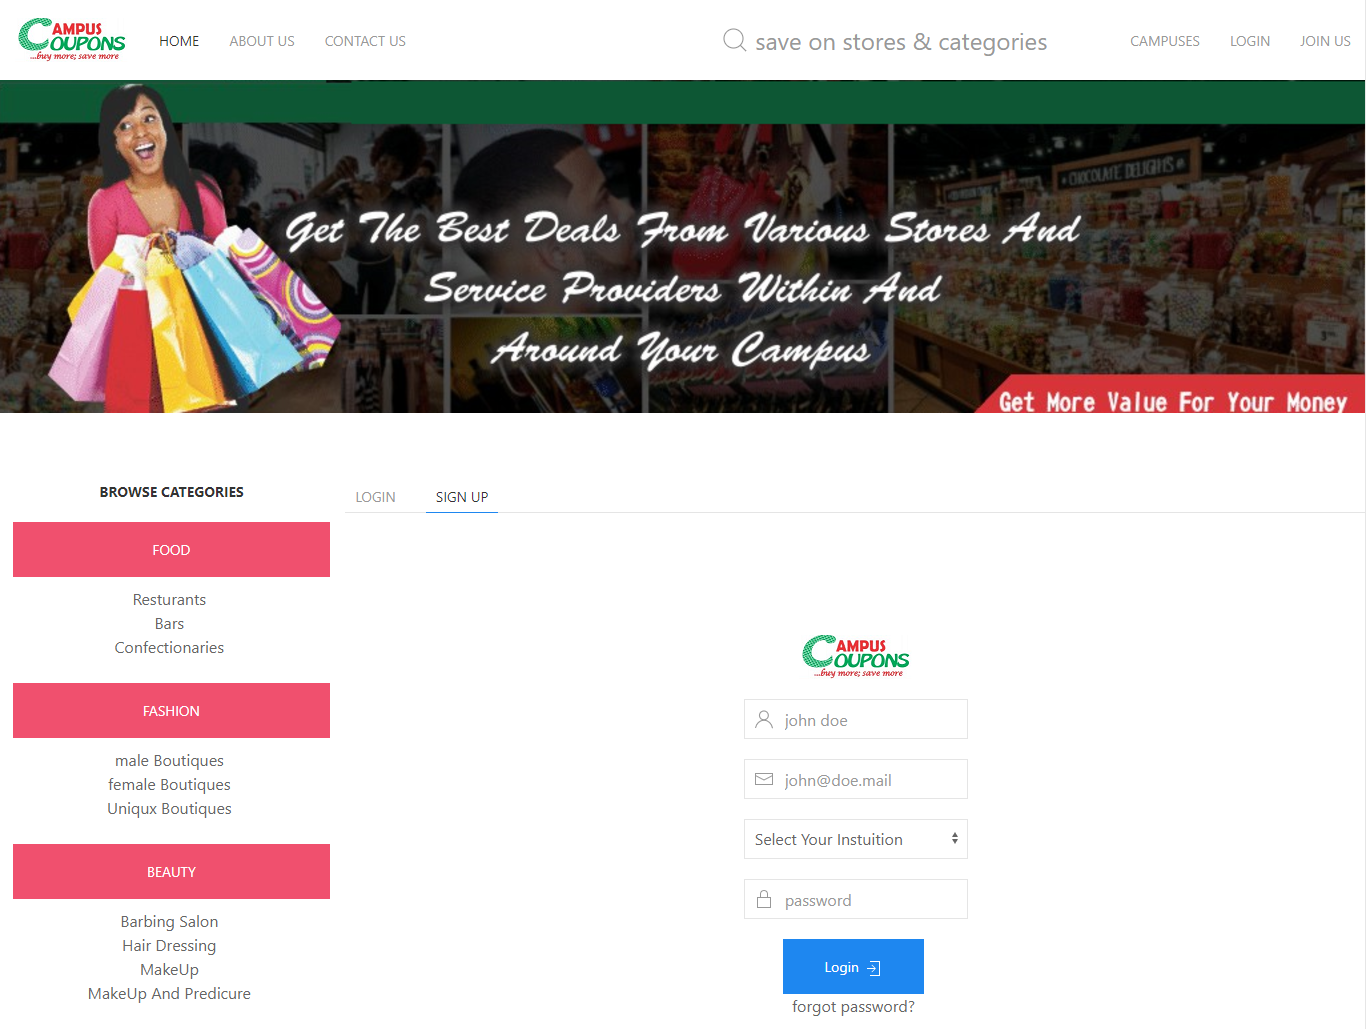 CAMPUS
COUPONS
...buy more; save more
HOME ABOUT US CONTACT US
save on stores & categories
CAMPUSES LOGIN JOIN US
CHOCOLATE DELIGHTS
Get The Best Deals From Various Stores And
Service Providers Within And
Around Your Campus
Get More Value For Your Money
BROWSE CATEGORIES
FOOD
Resturants
Bars
Confectionaries
FASHION
male Boutiques
female Boutiques
Uniqux Boutiques
BEAUTY
Barbing Salon
Hair Dressing
MakeUp
MakeUp And Predicure
LOGIN SIGN UP
CAMPUS
COUPONS
...buy more; save more
john doe
john@doe.mail
Select Your Instuition
password
Login
forgot password?